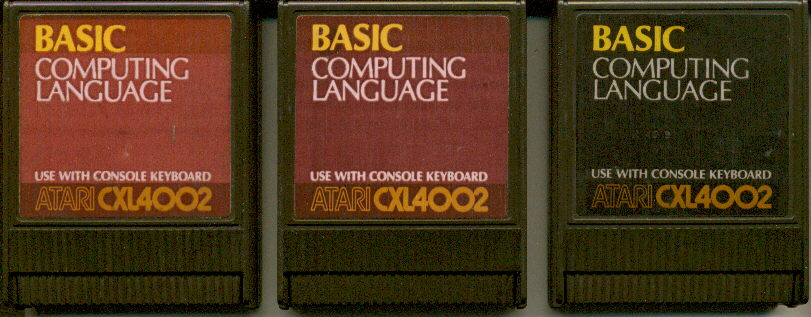 BASIC
COMPUTING
LANGUAGE
USE WITH CONSOLE KEYBOARD
ATARI CXL4002
BASIC
COMPUTING
LANGUAGE
USE WITH CONSOLE KEYBOARD
ATARI CXL4002
BASIC
COMPUTING
LANGUAGE
USE WITH CONSOLE KEYBOARD
ATARI CXL4002